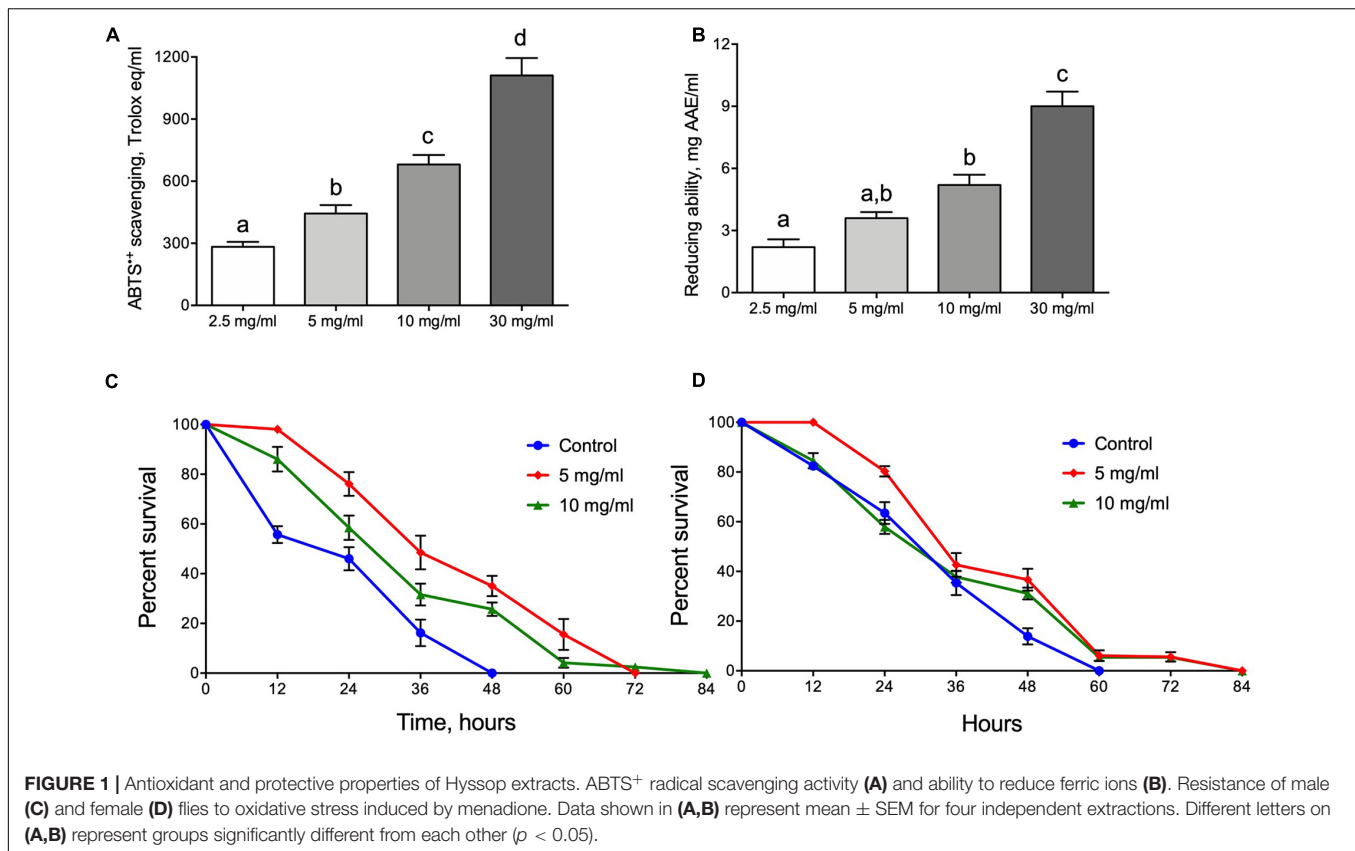 A
ABTS•+ scavenging, Trolox eq/ml
1200
900
600
300
0
a
b
c
d
2.5 mg/ml 5 mg/ml 10 mg/ml 30 mg/ml
B
Reducing ability, mg AAE/ml
12
9
6
3
0
a
a,b
b
c
2.5 mg/ml 5 mg/ml 10 mg/ml 30 mg/ml
C
Percent survival
100
80
60
40
20
0
0 12 24 36 48 60 72 84
Time, hours
Control
5 mg/ml
10 mg/ml
D
Percent survival
100
80
60
40
20
0
0 12 24 36 48 60 72 84
Hours
Control
5 mg/ml
10 mg/ml
FIGURE 1 | Antioxidant and protective properties of Hyssop extracts. ABTS+ radical scavenging activity (A) and ability to reduce ferric ions (B). Resistance of male
(C) and female (D) flies to oxidative stress induced by menadione. Data shown in (A,B) represent mean ± SEM for four independent extractions. Different letters on
(A,B) represent groups significantly different from each other (p < 0.05).